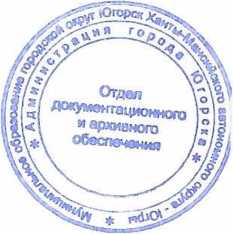 Муниципальное образование городской округ Югорск Ханты-Мансийского автономного округа - Югры
* Администрация города Югорска *
Отдел
документационного
и архивного
обеспечения